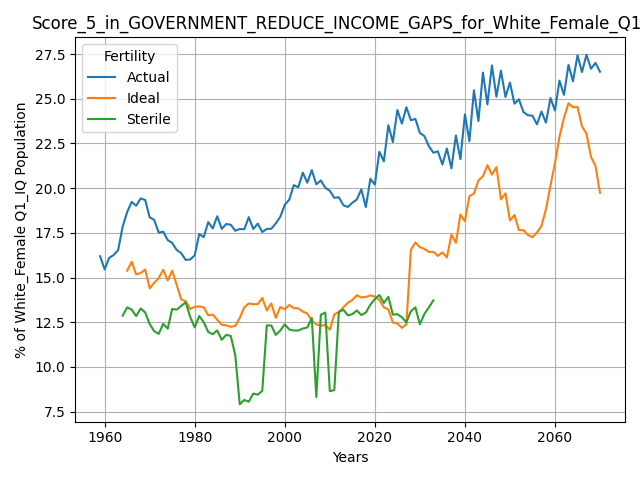 Score_5_in_GOVERNMENT_REDUCE_INCOME_GAPS_for_White_Female_Q1
Fertility
Actual
Ideal
Sterile
% of White_Female Q1_IQ Population
27.5
25.0
22.5
20.0
17.5
15.0
12.5
10.0
7.5
1960 1980 2000 2020 2040 2060
Years